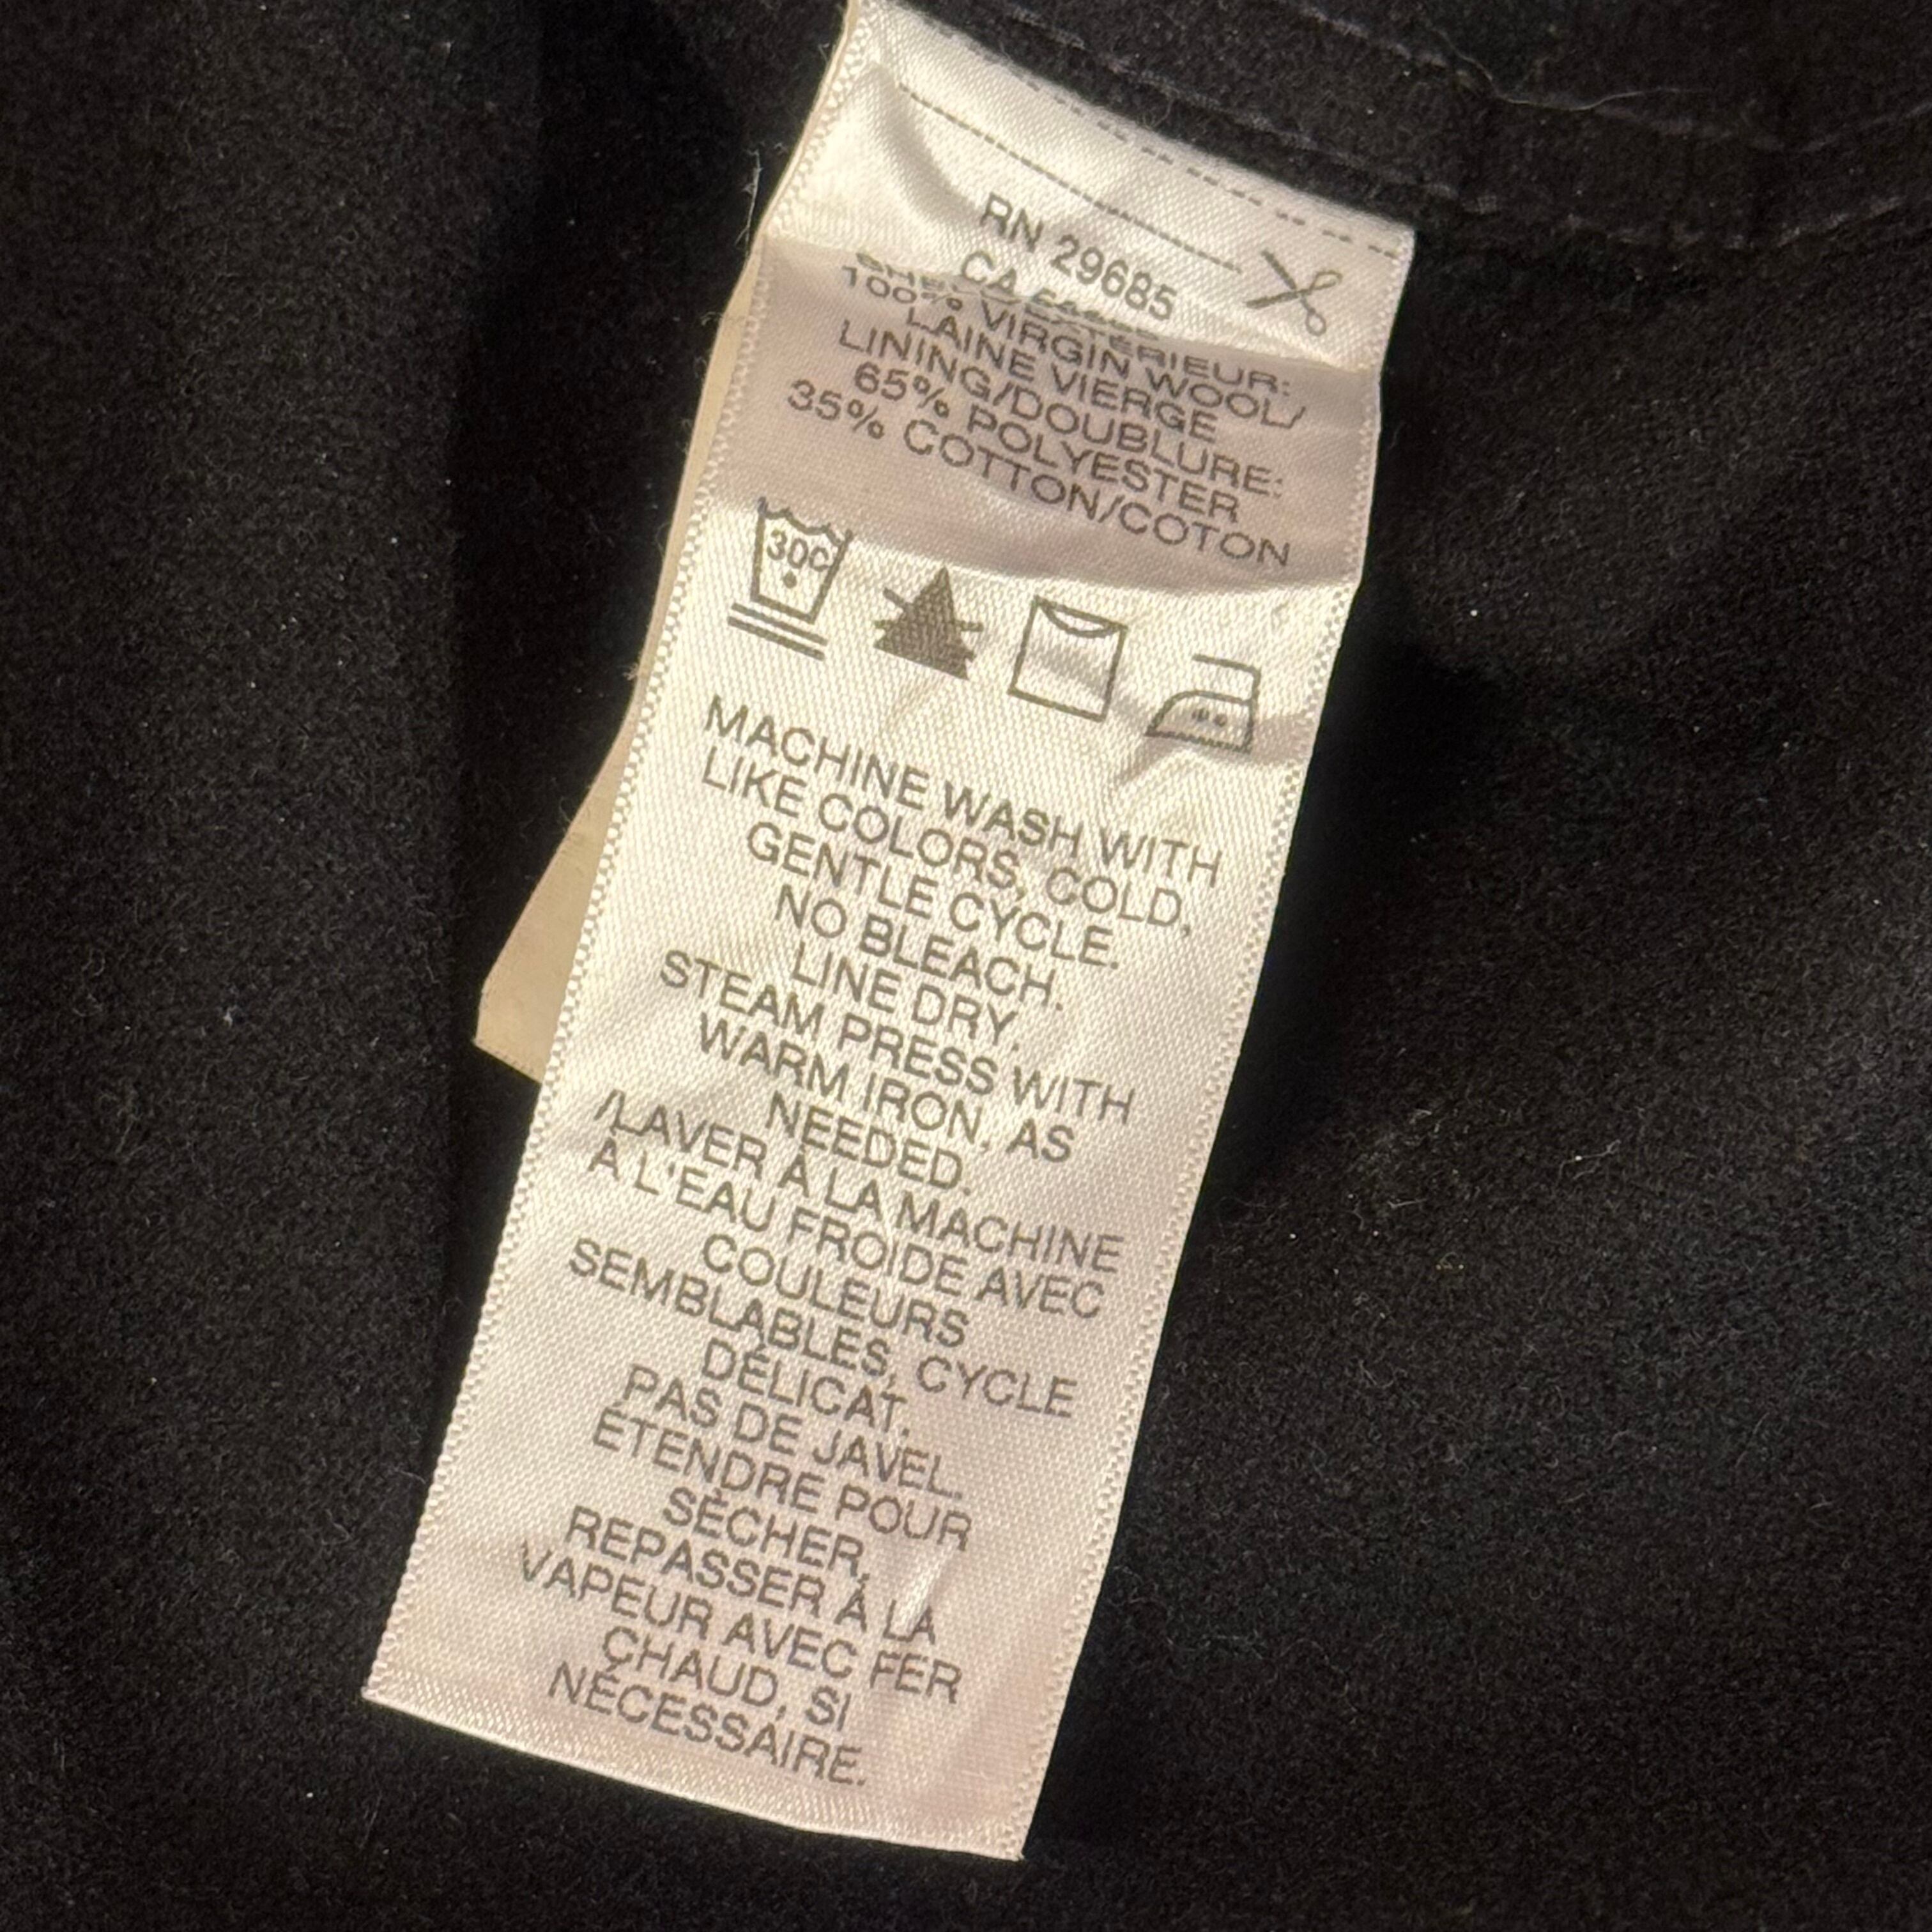 RN 29685
CA
100% VIRGIN WOOL/
LAINE VIERGE
LINING/DOUBLURE:
65% POLYESTER
35% COTTON/COTON
30C
MACHINE WASH WITH
LIKE COLORS, COLD,
GENTLE CYCLE.
NO BLEACH.
LINE DRY,
STEAM PRESS WITH
WARM IRON, AS
NEEDED.
/LAVER À LA MACHINE
À L'EAU FROIDE AVEC
COULEURS
SEMBLABLES, CYCLE
DÉLICAT,
PAS DE JAVEL.
ÉTENDRE POUR
SÉCHER,
REPASSER À LA
VAPEUR AVEC FER
CHAUD, SI
NÉCESSAIRE.